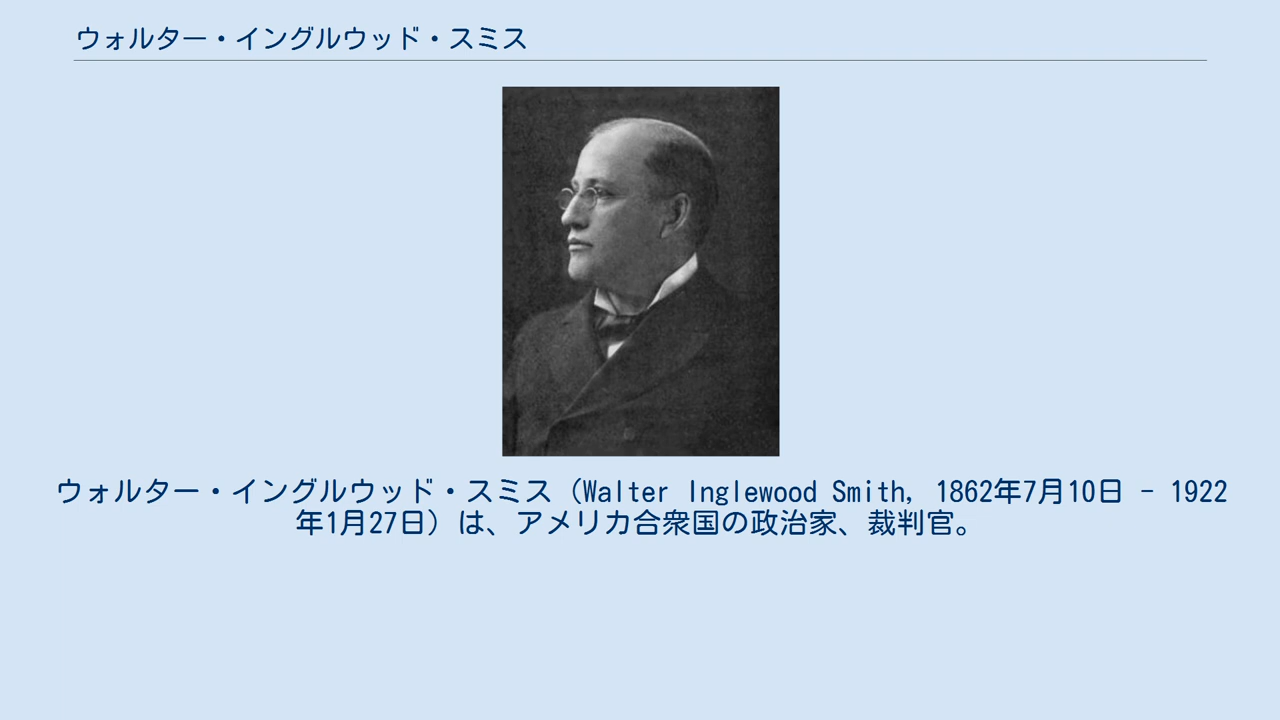 ウォルター・イングルウッド・スミス
ウォルター・イングルウッド・スミス（Walter Inglewood Smith, 1862年7月10日 - 1922
年1月27日）は、アメリカ合衆国の政治家、裁判官。